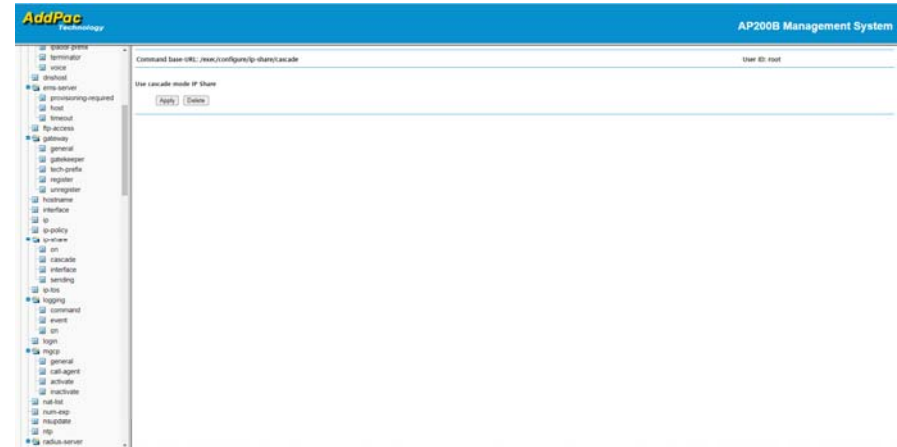 AddPac
Technology
AP200B Management System
ipaddr-prefix
terminator
voice
dnshost
ems-server
provisioning-required
host
timeout
ftp-access
gateway
general
gatekeeper
tech-prefix
register
unregister
hostname
interface
ip
ip-policy
ip-share
on
cascade
interface
sending
ip-tos
logging
command
event
on
login
mgcp
general
call-agent
activate
inactivate
nat-list
num-exp
nsupdate
ntp
radius-server
Command base-URL: /exec/configure/ip-share/cascade
User ID: root
Use cascade mode IP Share
Apply Delete